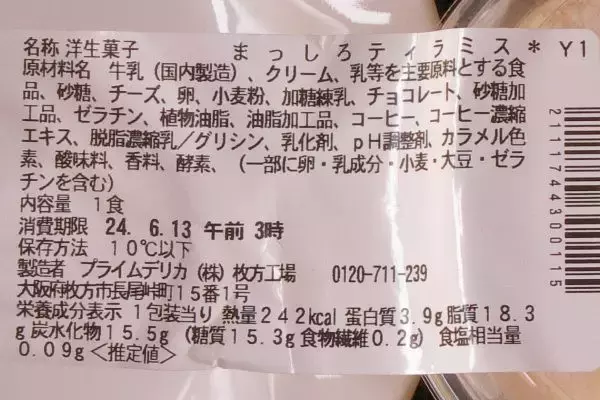 名称 洋生菓子 まっしろティラミス* Y1
原材料名 牛乳(国内製造)、クリーム、乳等を主要原料とする食
品、砂糖、チーズ、卵、小麦粉、加糖練乳、チョコレート、砂糖加
工品、ゼラチン、植物油脂、油脂加工品、コーヒー、コーヒー濃縮
エキス、脱脂濃縮乳/グリシン、乳化剤、pH調整剤、カラメル色
素、酸味料、香料、酵素、(一部に卵・乳成分・小麦・大豆・ゼラ
チンを含む)
内容量 1食
消費期限 24. 6.13 午前 3時
保存方法 10℃以下
製造者 プライムデリカ(株)枚方工場 0120-711-239
大阪府枚方市長尾峠町15番1号
栄養成分表示 1包装当り 熱量242kcal 蛋白質3.9g 脂質18.3
g 炭水化物15.5g (糖質15.3g 食物繊維0.2g) 食塩相当量
0.09g <推定値>
2111744300115